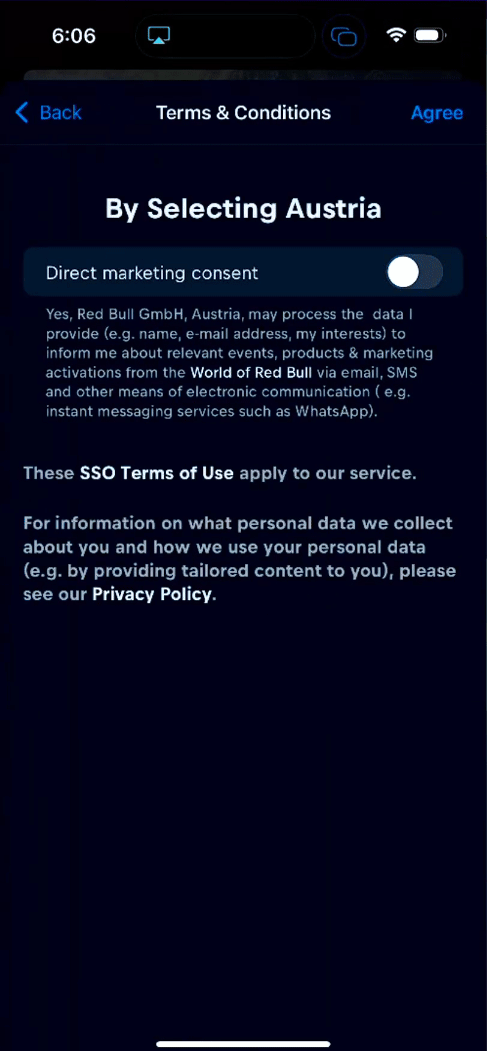 6:06
Back
Terms & Conditions
Agree
By Selecting Austria
Direct marketing consent
Yes, Red Bull GmbH, Austria, may process the data I
provide (e.g. name, e-mail address, my interests) to
inform me about relevant events, products & marketing
activations from the World of Red Bull via email, SMS
and other means of electronic communication ( e.g.
instant messaging services such as WhatsApp).
These SSO Terms of Use apply to our service.
For information on what personal data we collect
about you and how we use your personal data
(e.g. by providing tailored content to you), please
see our Privacy Policy.